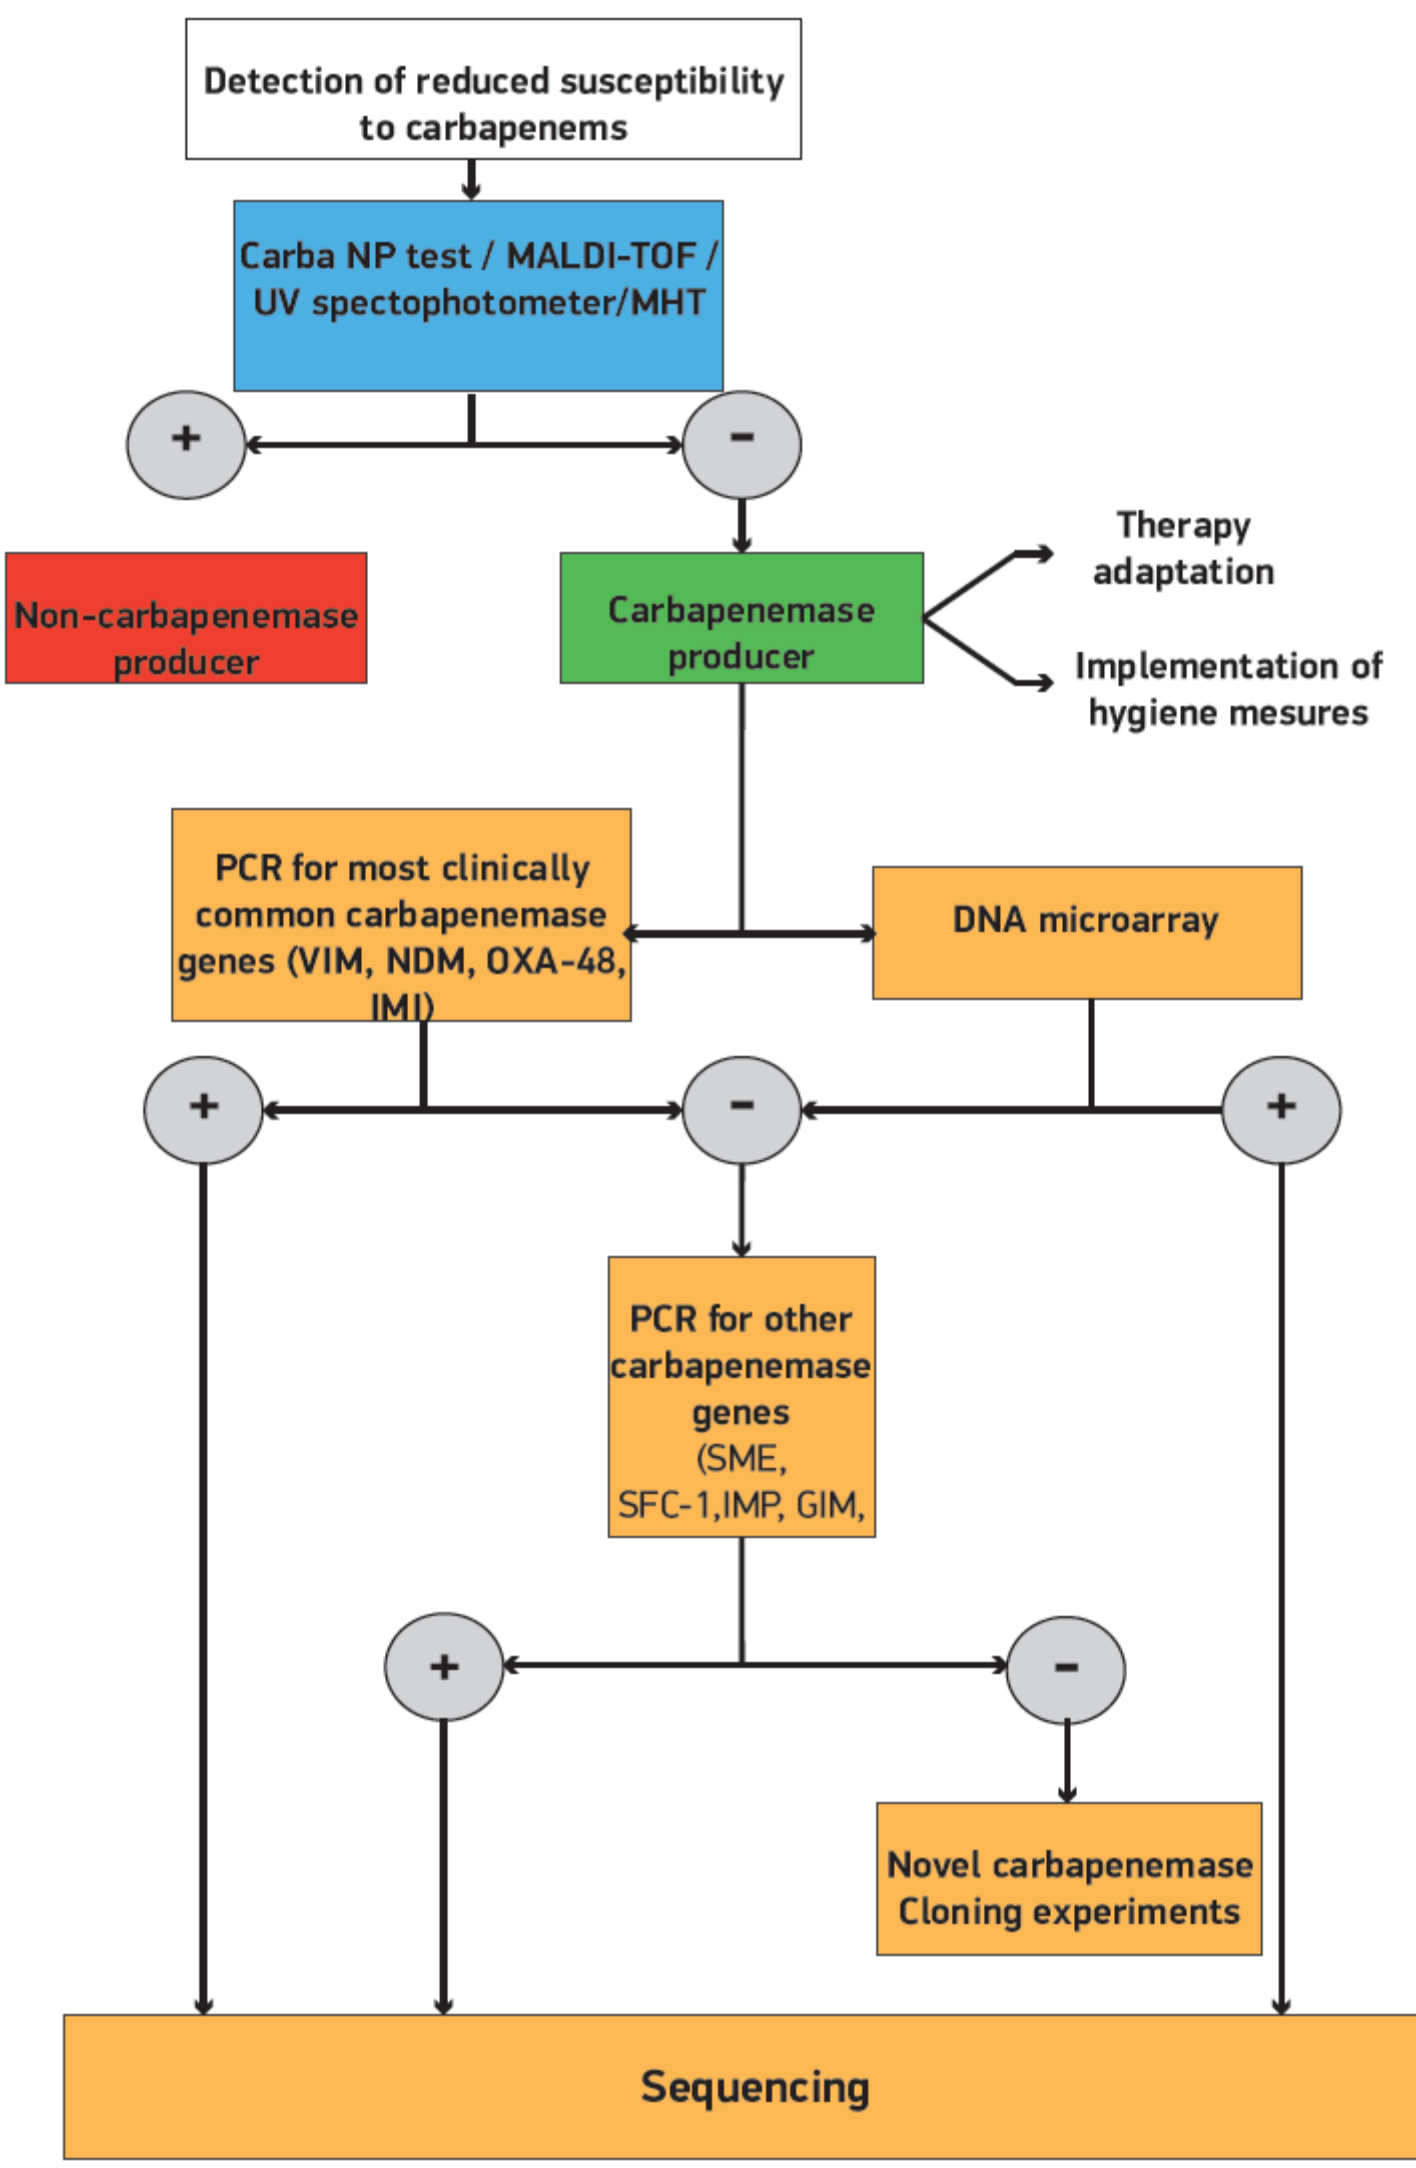 Detection of reduced susceptibility
to carbapenems
Carba NP test / MALDI-TOF /
UV spectophotometer/MHT
+
-
Therapy
adaptation
Non-carbapenemase
producer
Carbapenemase
producer
Implementation of
hygiene mesures
PCR for most clinically
common carbapenemase
genes (VIM, NDM, OXA-48,
IMI)
DNA microarray
+
-
+
PCR for other
carbapenemase
genes
(SME,
SFC-1,IMP, GIM,
+
-
Novel carbapenemase
Cloning experiments
Sequencing